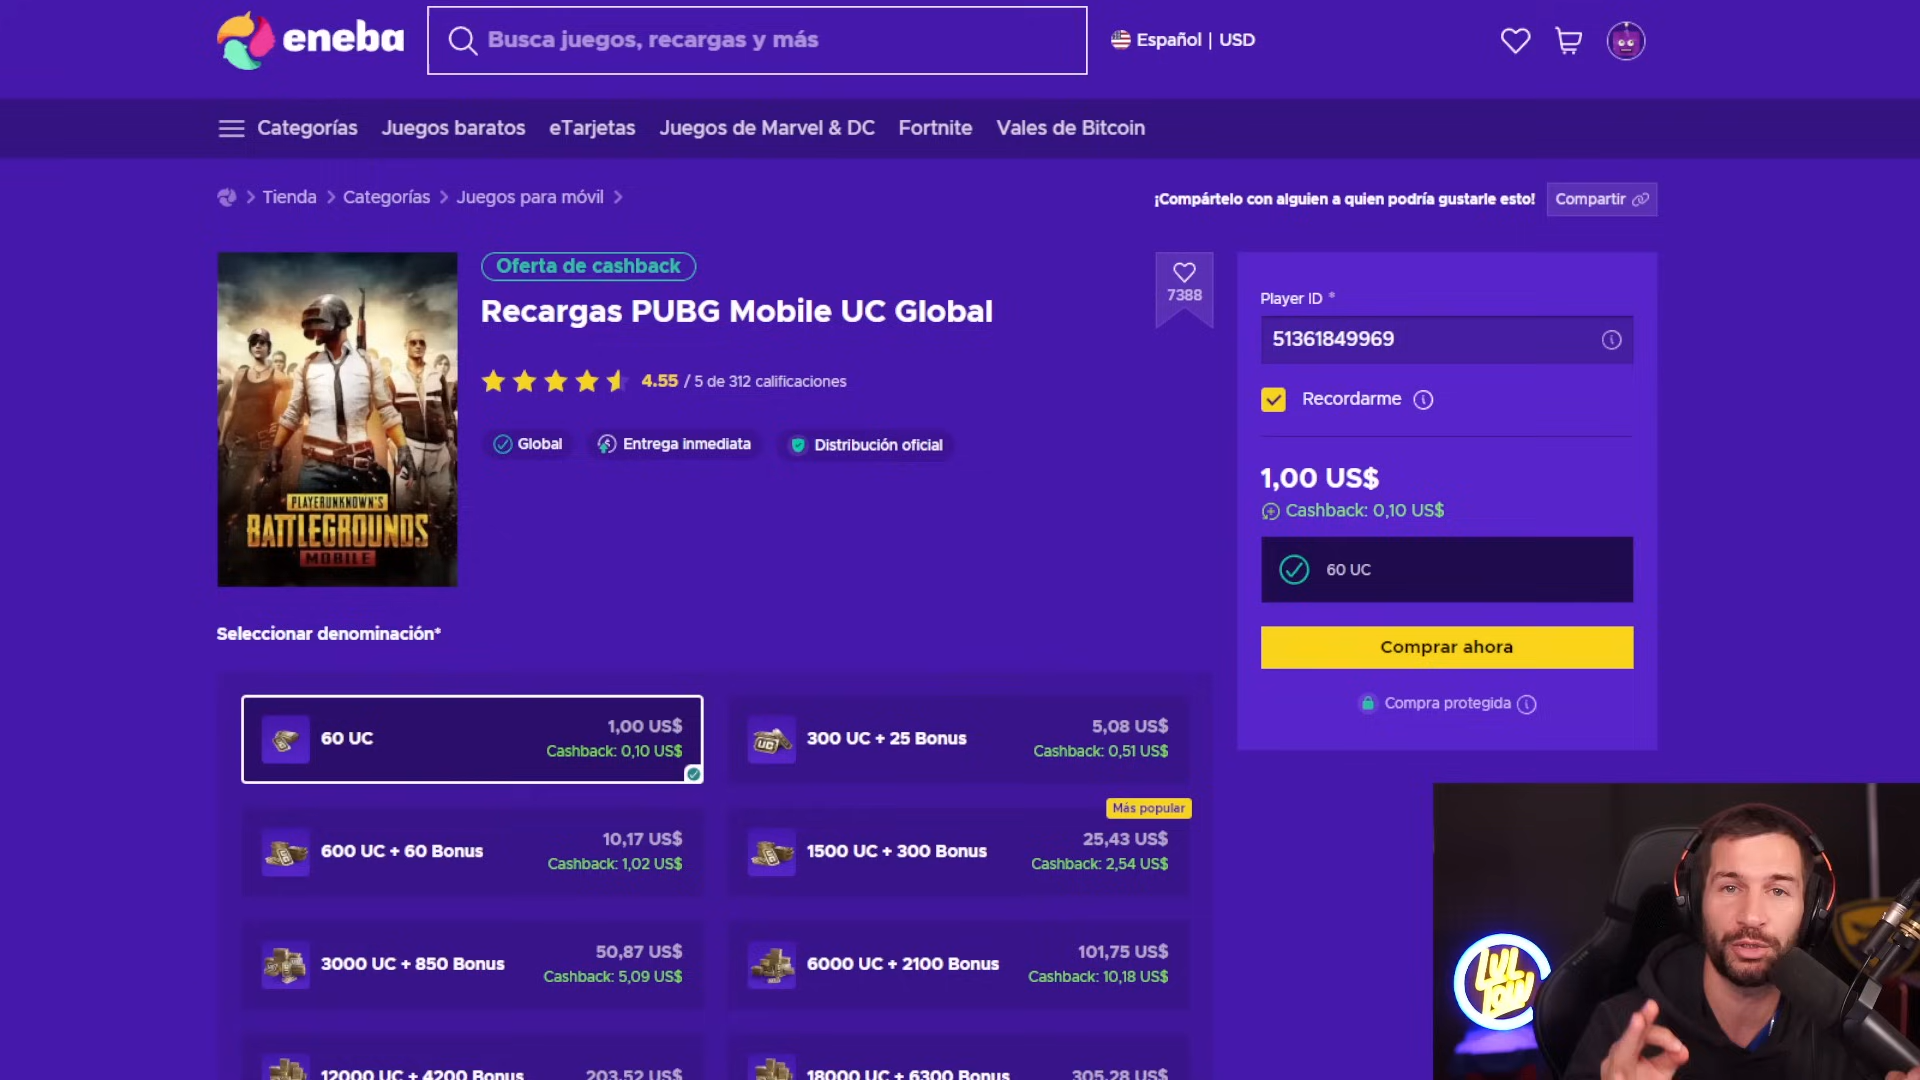 eneba
Busca juegos, recargas y más
Español | USD
Categorías
Juegos baratos
eTarjetas
Juegos de Marvel & DC
Fortnite
Vales de Bitcoin
Tienda
Categorías
Juegos para móvil
¡Compártelo con alguien a quien podría gustarle esto!
Compartir
PLAYERUNKNOWN'S
BATTLEGROUNDS
MOBILE
Oferta de cashback
Recargas PUBG Mobile UC Global
4.55 / 5 de 312 calificaciones
Global
Entrega inmediata
Distribución oficial
7388
Player ID *
51361849969
Recordarme
1,00 US$
Cashback: 0,10 US$
60 UC
Comprar ahora
Compra protegida
Seleccionar denominación*
60 UC
1,00 US$
Cashback: 0,10 US$
300 UC + 25 Bonus
5,08 US$
Cashback: 0,51 US$
600 UC + 60 Bonus
10,17 US$
Cashback: 1,02 US$
Más popular
1500 UC + 300 Bonus
25,43 US$
Cashback: 2,54 US$
3000 UC + 850 Bonus
50,87 US$
Cashback: 5,09 US$
6000 UC + 2100 Bonus
101,75 US$
Cashback: 10,18 US$
12000 UC + 4200 Bonus
203,52 US$
18000 UC + 6300 Bonus
305,28 US$
LVL
LOW